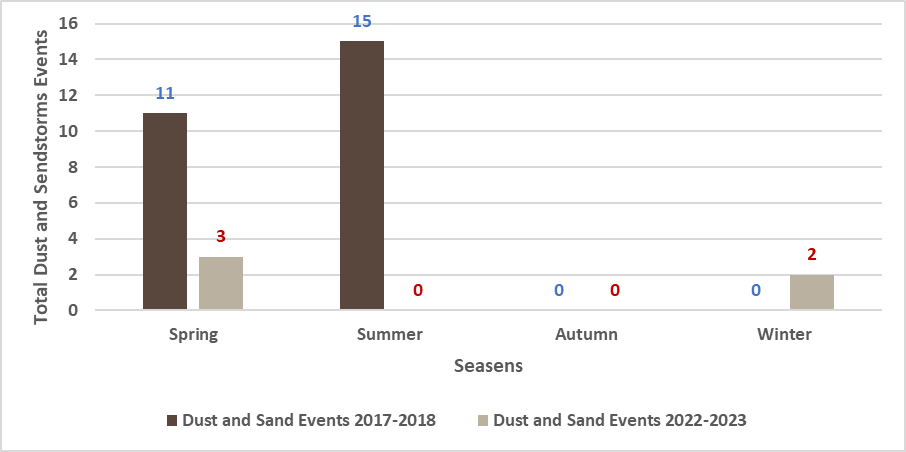 Total Dust and Sendstorms Events
16
14
12
10
8
6
4
2
0
11
3
15
0
0
0
0
2
Spring
Summer
Autumn
Winter
Seasens
Dust and Sand Events 2017-2018
Dust and Sand Events 2022-2023